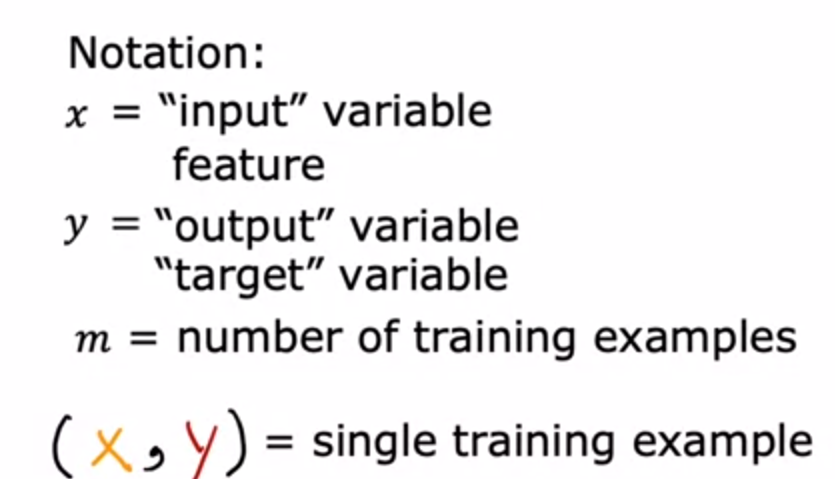 Notation:
x = “input” variable
feature
y = “output” variable
“target” variable
m = number of training examples
(x, y) = single training example